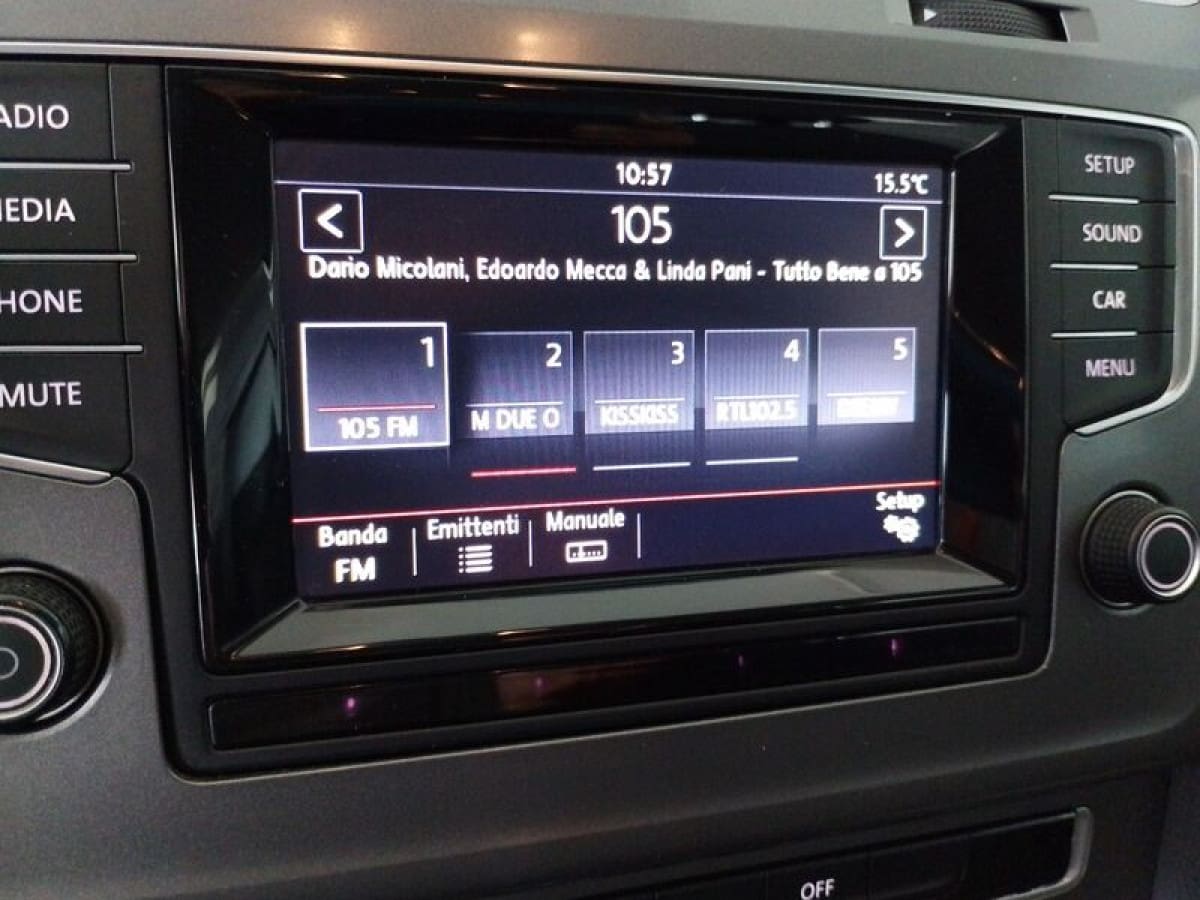 ADIO
MEDIA
HONE
MUTE
10:57
15.5℃
<
105
>
Dario Micolani, Edoardo Mecca & Linda Pani - Tutto Bene a 105
1
2
3
4
5
105 FM
M DUE O
KISSKISS
RTL102.5
Banda
FM
Emittenti
Manuale
Setup
SETUP
SOUND
CAR
MENU
OFF